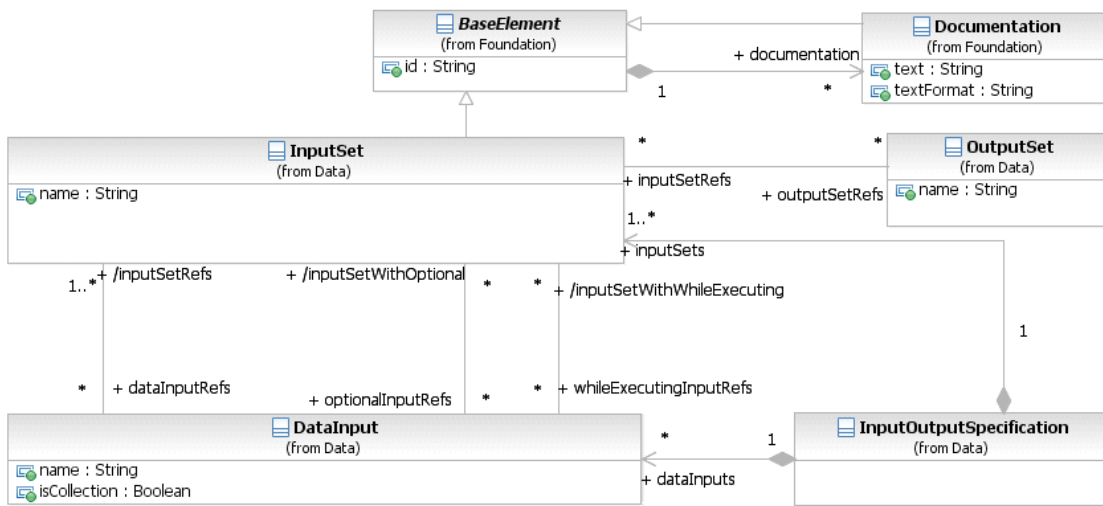 BaseElement
(from Foundation)
id : String
Documentation
(from Foundation)
text : String
textFormat : String
+ documentation
1
*
InputSet
(from Data)
name : String
*
*
+ inputSetRefs
+ outputSetRefs
OutputSet
(from Data)
name : String
1..*
+ inputSets
+ /inputSetRefs
1..*
+ /inputSetWithOptional
*
*
+ /inputSetWithWhileExecuting
1
*
+ dataInputRefs
+ optionalInputRefs
*
*
+ whileExecutingInputRefs
DataInput
(from Data)
name : String
isCollection : Boolean
*
1
+ dataInputs
InputOutputSpecification
(from Data)